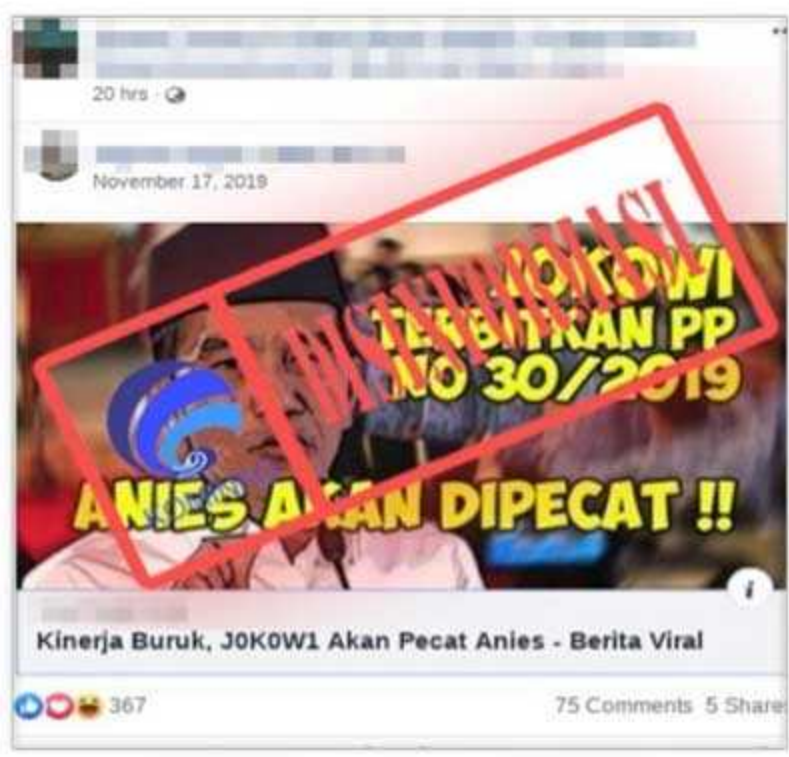 20 hrs
November 17, 2019
DISINFORMASI
JOKOWI
TERBITKAN PP
NO 30/2019
ANIES AKAN DIPECAT !!
Kinerja Buruk, J0K0W1 Akan Pecat Anies - Berita Viral
367
75 Comments 5 Share